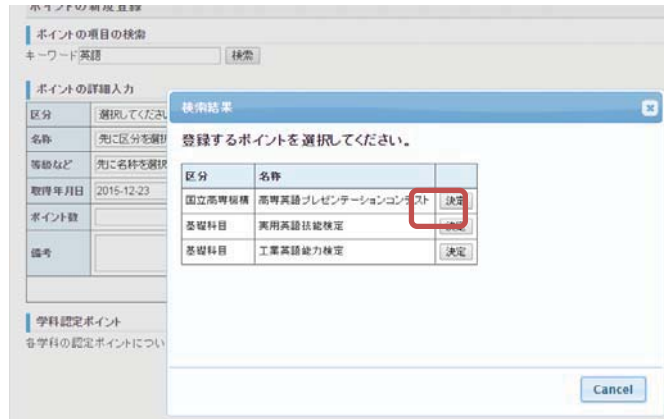 ポイントの新規登録
ポイントの項目の検索
キーワード 英語 検索
ポイントの詳細入力
区分 選択してくださ
名称 先に区分を選択
等級など 先に名称を選択
取得年月日 2015-12-23
ポイント数
備考
学科認定ポイント
各学科の認定ポイントについ
検索結果
登録するポイントを選択してください。
区分 名称
国立高専機構 高専英語プレゼンテーションコンテスト 決定
基礎科目 実用英語技能検定 決定
基礎科目 工業英語能力検定 決定
Cancel